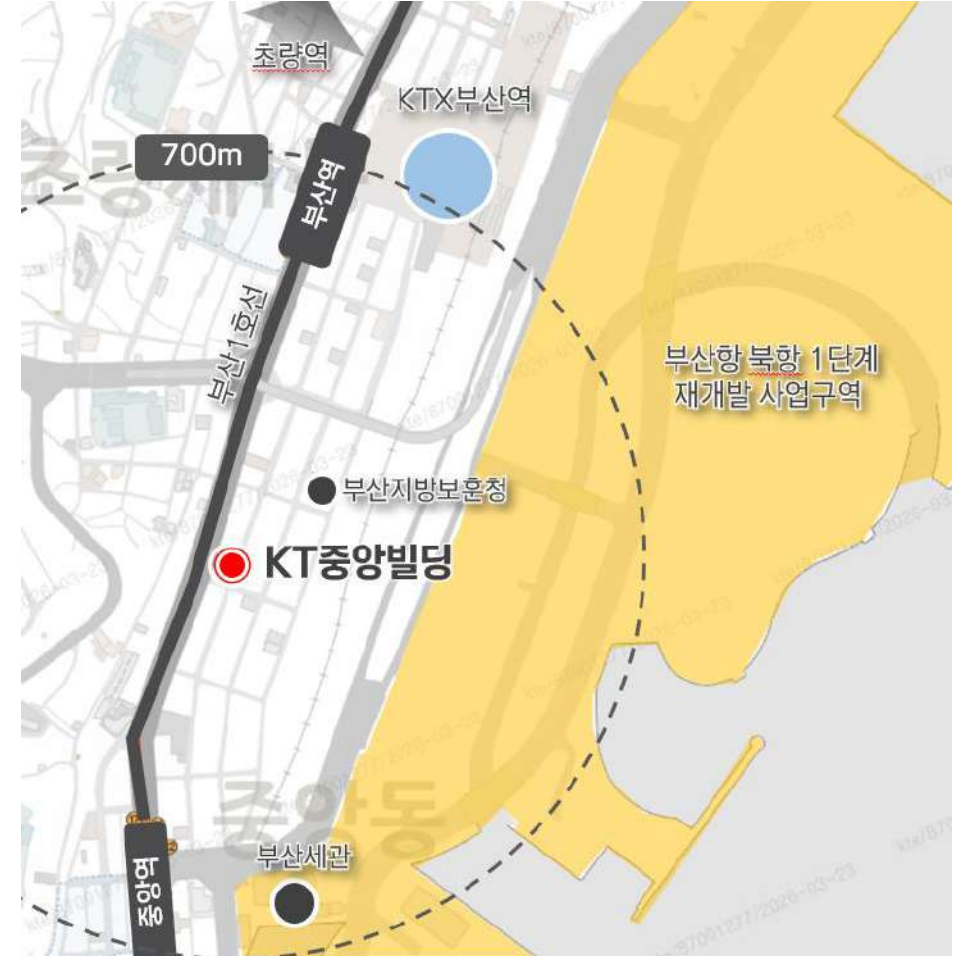 초량역
KTX부산역
700m
부산역
부산1호선
부산항 북항 1단계
재개발 사업구역
부산지방보훈청
KT중앙빌딩
중앙동
부산세관
중앙역